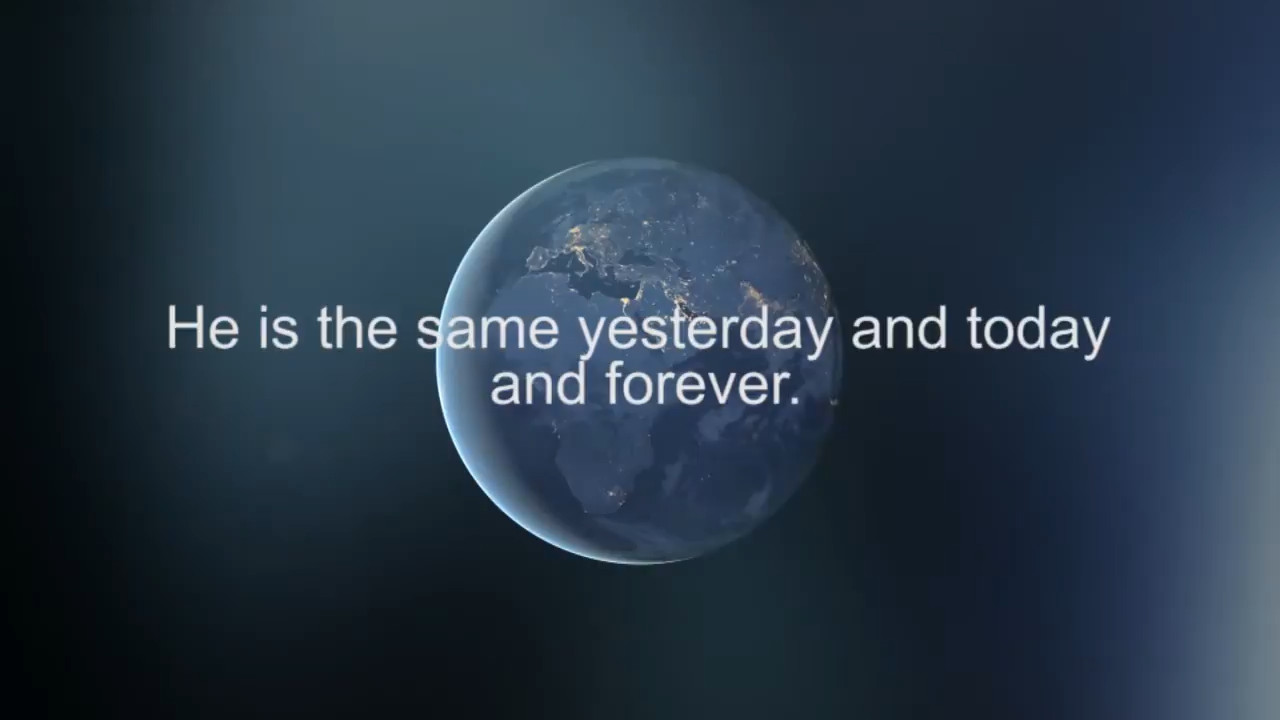 He is the same yesterday and today
and forever.